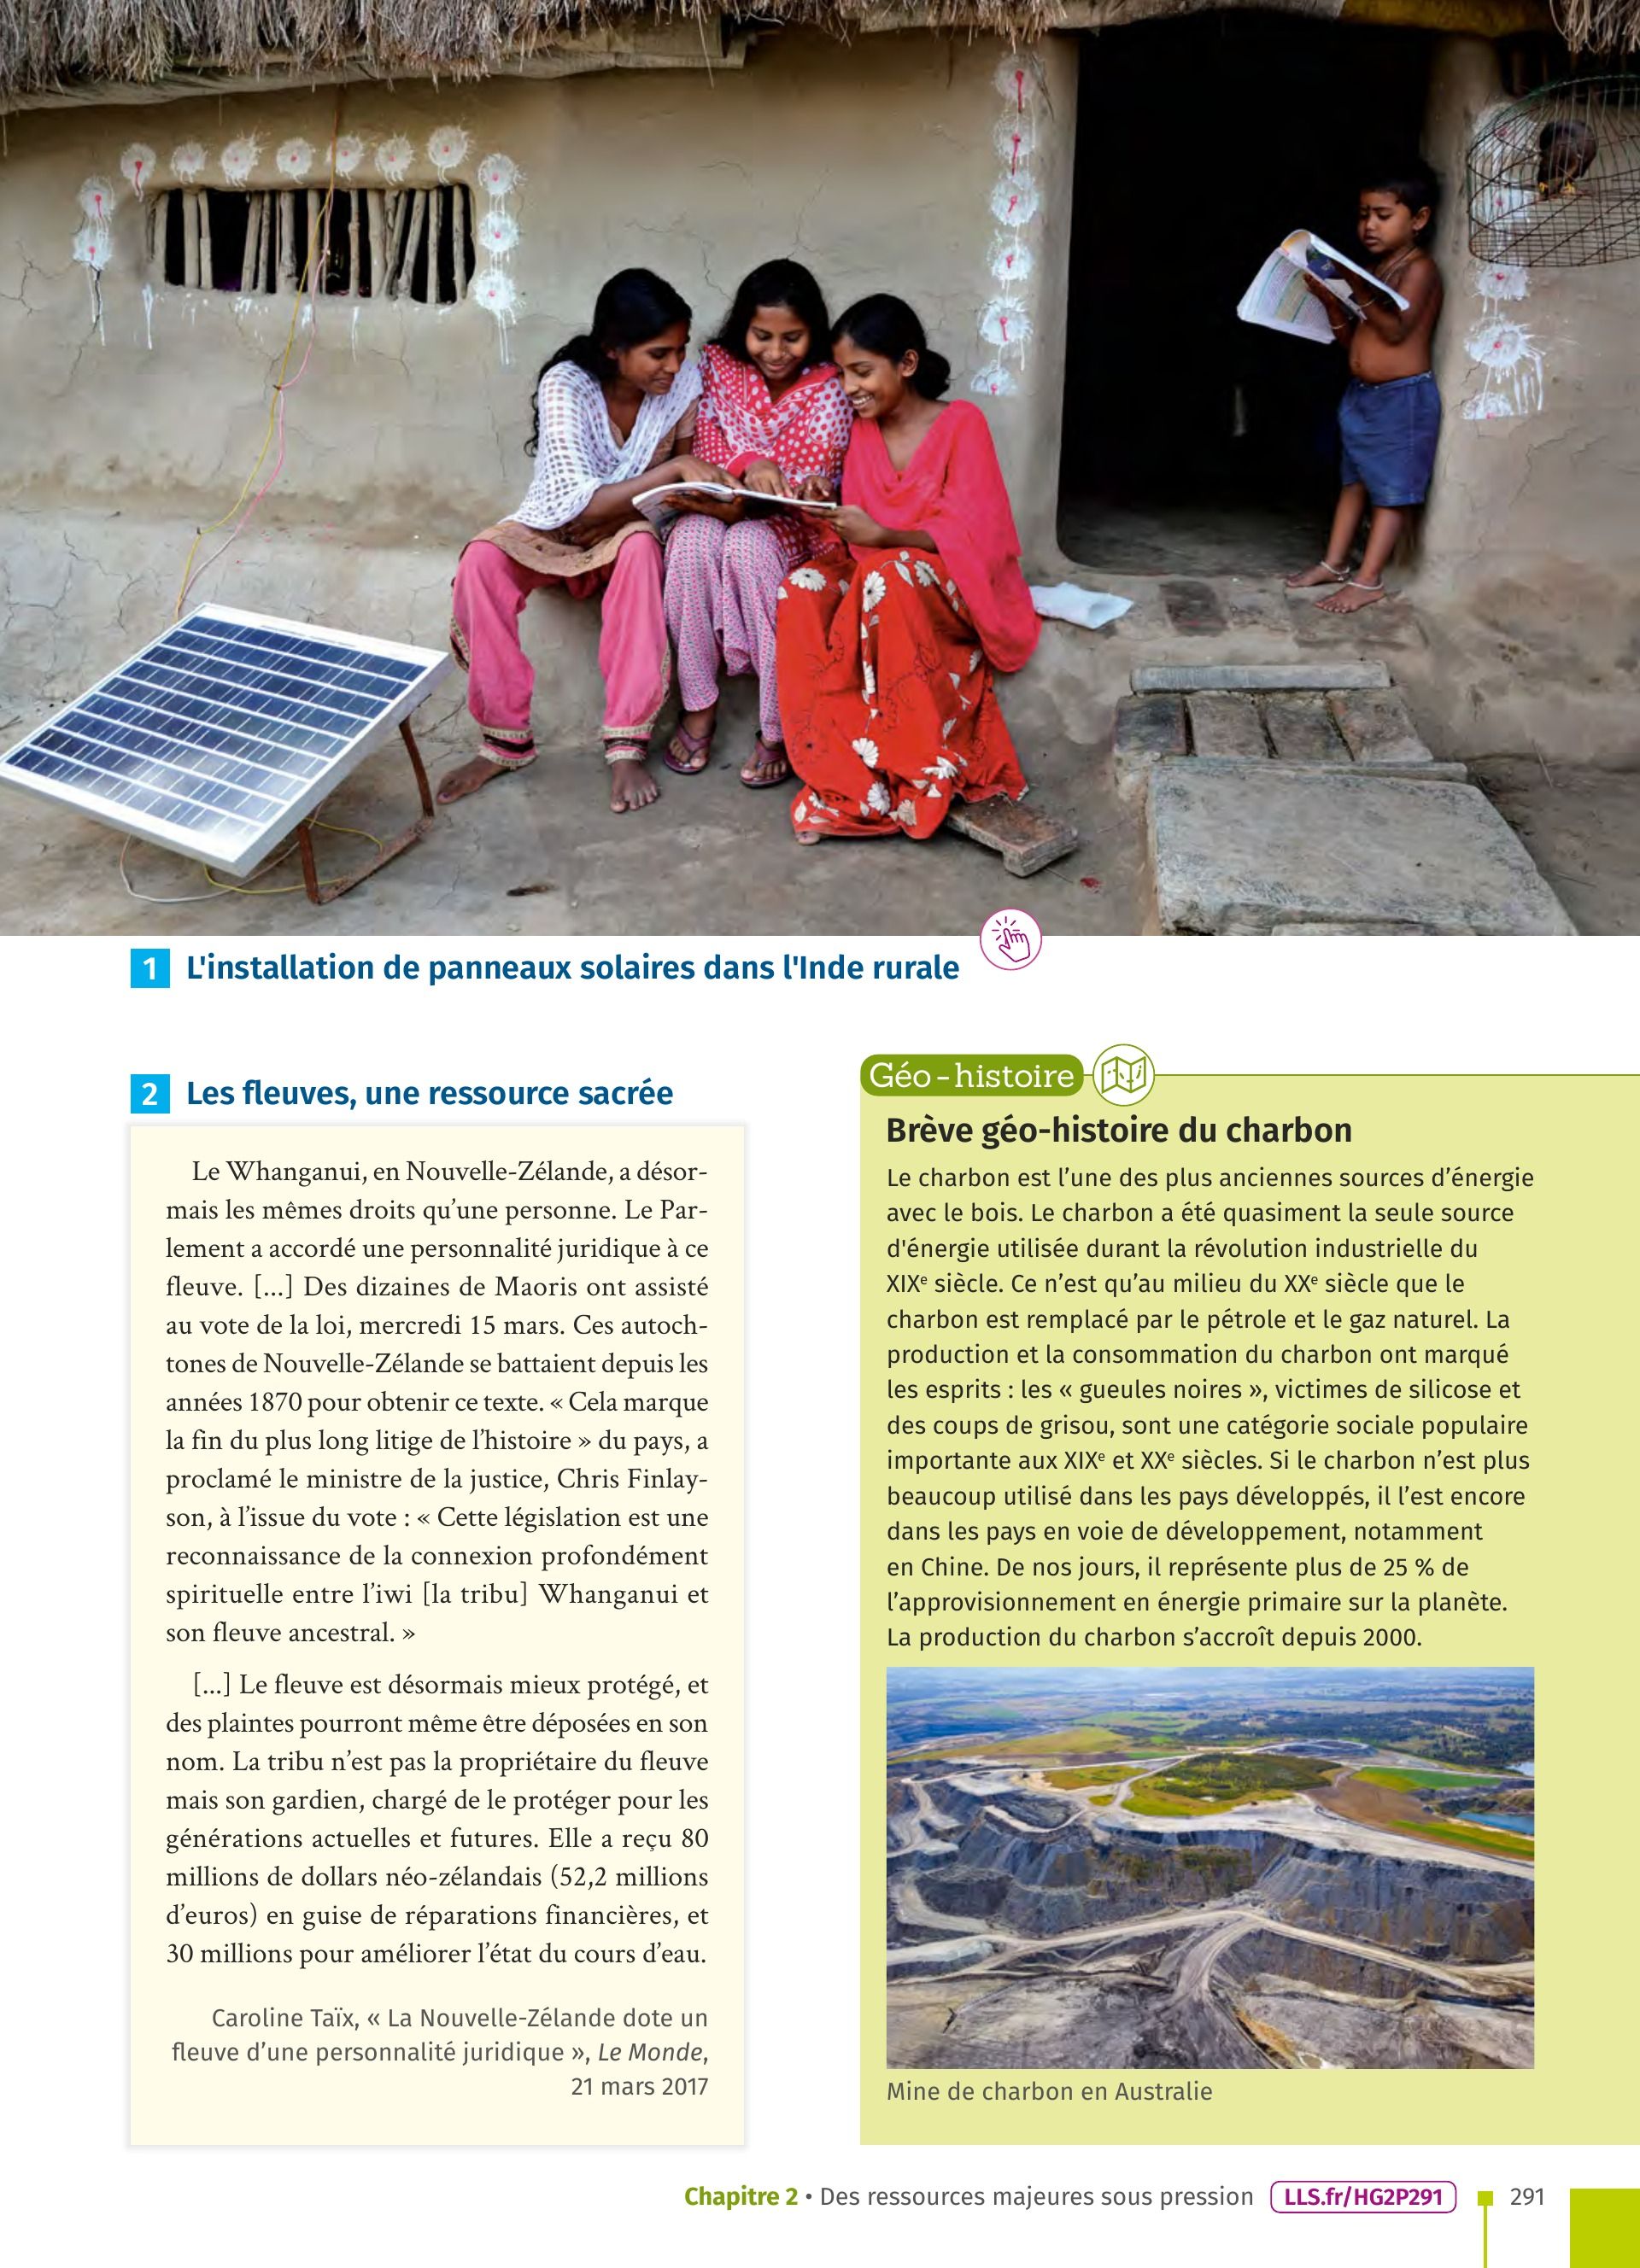 1 L'installation de panneaux solaires dans l'Inde rurale
2 Les fleuves, une ressource sacrée
Le Whanganui, en Nouvelle-Zélande, a désor-
mais les mêmes droits qu’une personne. Le Par-
lement a accordé une personnalité juridique à ce
fleuve. [...] Des dizaines de Maoris ont assisté
au vote de la loi, mercredi 15 mars. Ces autoch-
tones de Nouvelle-Zélande se battaient depuis les
années 1870 pour obtenir ce texte. « Cela marque
la fin du plus long litige de l’histoire » du pays, a
proclamé le ministre de la justice, Chris Finlay-
son, à l’issue du vote : « Cette législation est une
reconnaissance de la connexion profondément
spirituelle entre l’iwi [la tribu] Whanganui et
son fleuve ancestral. »
[...] Le fleuve est désormais mieux protégé, et
des plaintes pourront même être déposées en son
nom. La tribu n’est pas la propriétaire du fleuve
mais son gardien, chargé de le protéger pour les
générations actuelles et futures. Elle a reçu 80
millions de dollars néo-zélandais (52,2 millions
d’euros) en guise de réparations financières, et
30 millions pour améliorer l’état du cours d’eau.
Caroline Taïx, « La Nouvelle-Zélande dote un
fleuve d’une personnalité juridique », Le Monde,
21 mars 2017
Géo-histoire
Brève géo-histoire du charbon
Le charbon est l’une des plus anciennes sources d’énergie
avec le bois. Le charbon a été quasiment la seule source
d'énergie utilisée durant la révolution industrielle du
XIXe siècle. Ce n’est qu’au milieu du XXe siècle que le
charbon est remplacé par le pétrole et le gaz naturel. La
production et la consommation du charbon ont marqué
les esprits : les « gueules noires », victimes de silicose et
des coups de grisou, sont une catégorie sociale populaire
importante aux XIXe et XXe siècles. Si le charbon n’est plus
beaucoup utilisé dans les pays développés, il l’est encore
dans les pays en voie de développement, notamment
en Chine. De nos jours, il représente plus de 25 % de
l’approvisionnement en énergie primaire sur la planète.
La production du charbon s’accroît depuis 2000.
Mine de charbon en Australie
Chapitre 2 • Des ressources majeures sous pression LLS.fr/HG2P291 291